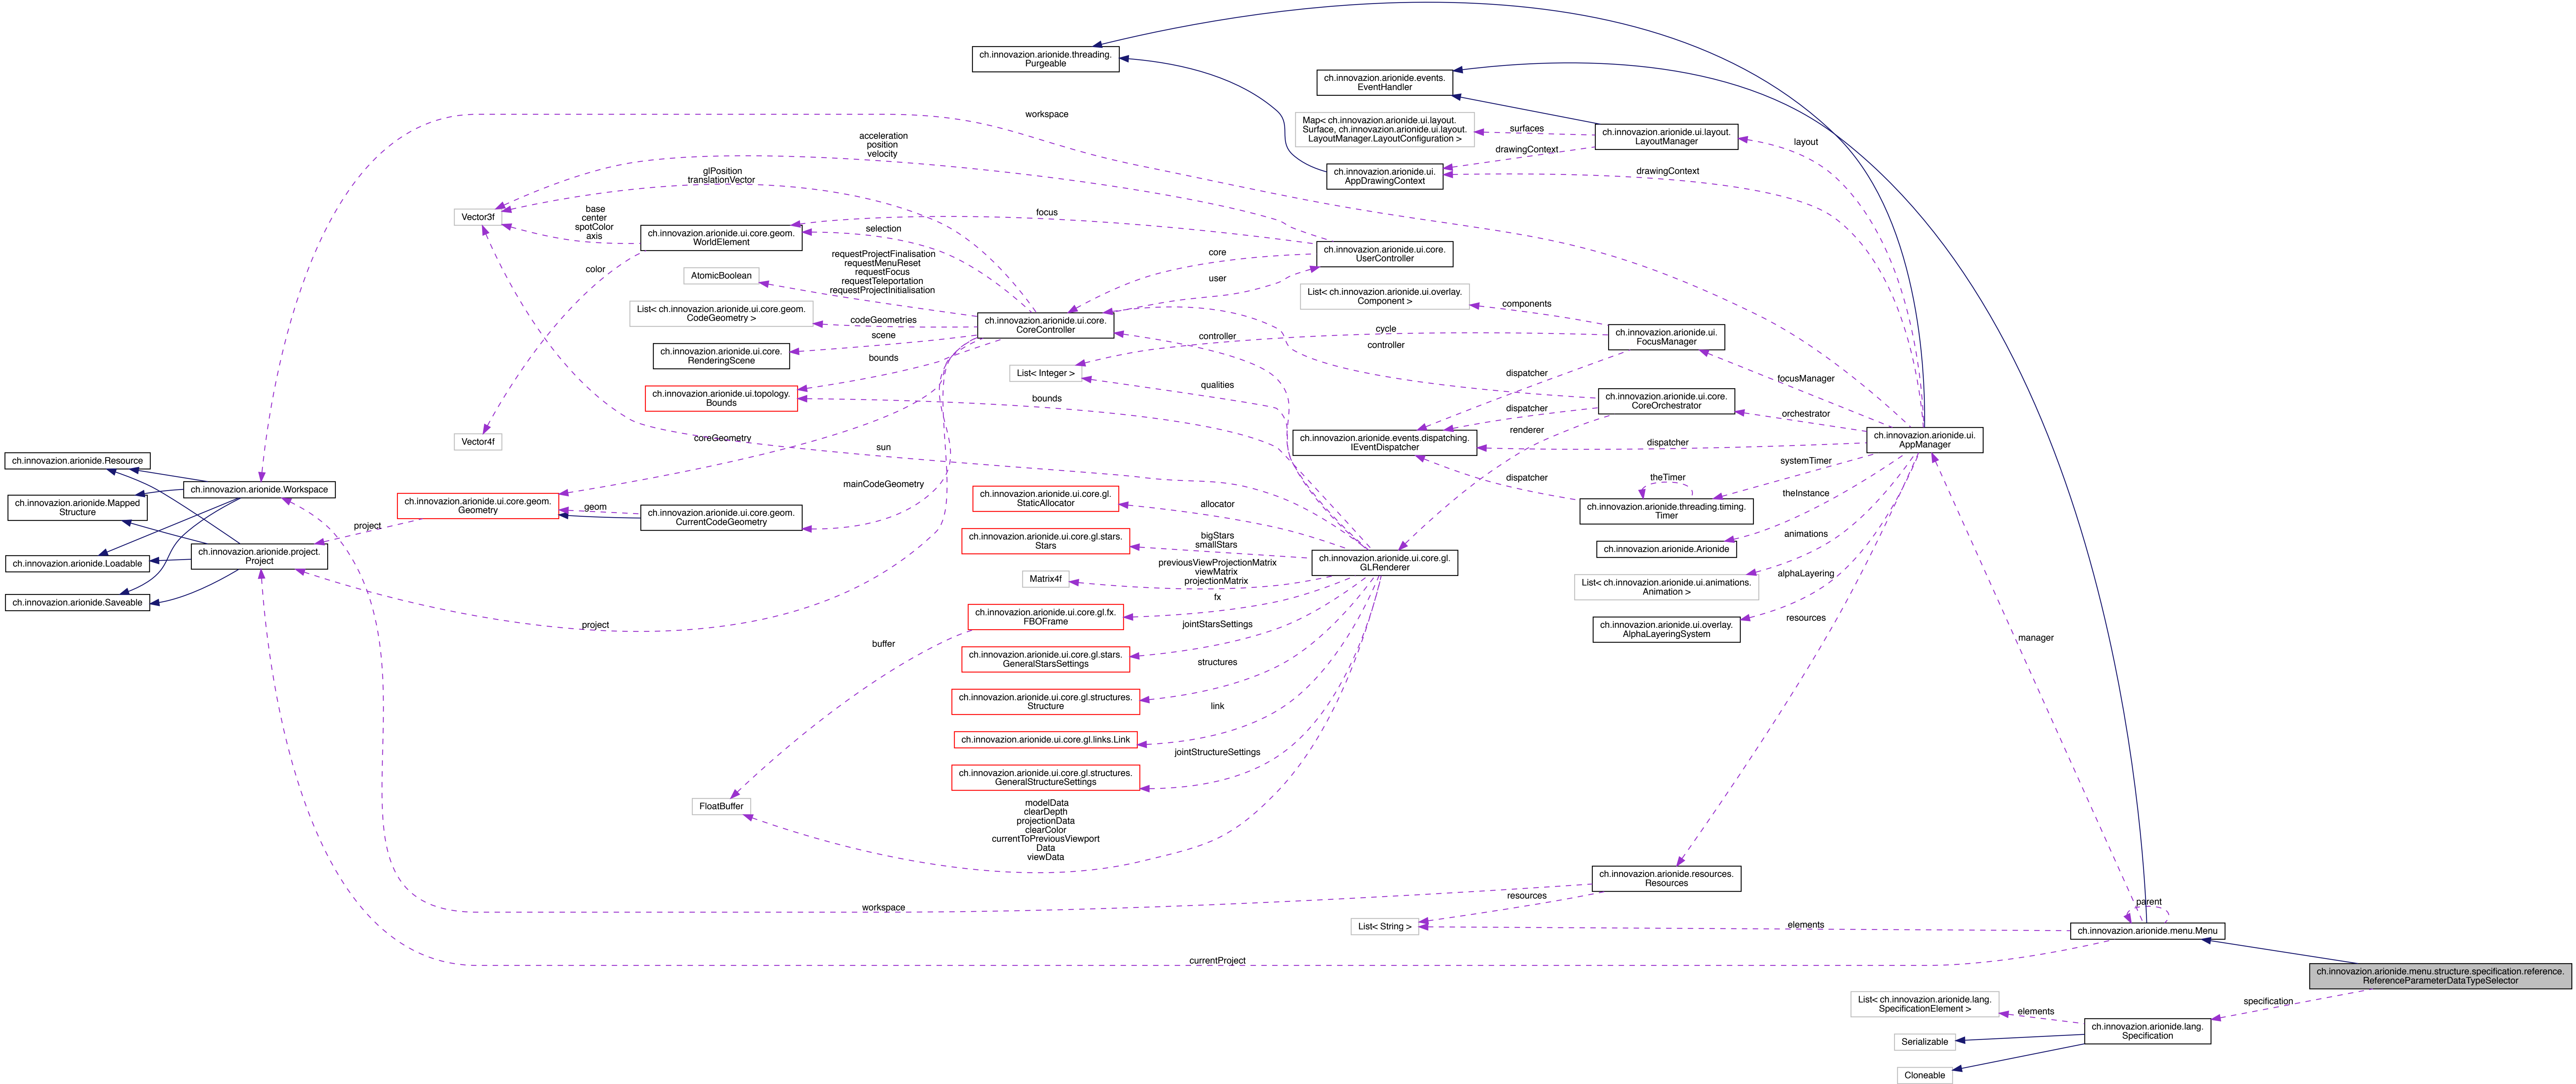 ch.innovazion.arionide.threading.
Purgeable
ch.innovazion.arionide.events.
EventHandler
workspace
Map< ch.innovazion.arionide.ui.layout.
Surface, ch.innovazion.arionide.ui.layout.
LayoutManager.LayoutConfiguration >
surfaces
ch.innovazion.arionide.ui.layout.
LayoutManager
layout
acceleration
position
velocity
drawingContext
ch.innovazion.arionide.ui.
AppDrawingContext
drawingContext
glPosition
translationVector
Vector3f
base
center
spotColor
axis
ch.innovazion.arionide.ui.core.geom.
WorldElement
focus
selection
ch.innovazion.arionide.ui.core.
UserController
core
user
color
AtomicBoolean
requestProjectFinalisation
requestMenuReset
requestFocus
requestTeleportation
requestProjectInitialisation
List< ch.innovazion.arionide.ui.overlay.
Component >
components
List< ch.innovazion.arionide.ui.core.geom.
CodeGeometry >
codeGeometries
ch.innovazion.arionide.ui.core.
CoreController
scene
controller
cycle
controller
ch.innovazion.arionide.ui.
FocusManager
ch.innovazion.arionide.ui.core.
RenderingScene
bounds
List< Integer >
dispatcher
focusManager
ch.innovazion.arionide.ui.topology.
Bounds
qualities
bounds
ch.innovazion.arionide.ui.core.
CoreOrchestrator
dispatcher
orchestrator
renderer
Vector4f
coreGeometry
sun
ch.innovazion.arionide.events.dispatching.
IEventDispatcher
dispatcher
ch.innovazion.arionide.ui.
AppManager
ch.innovazion.arionide.Resource
systemTimer
dispatcher
theTimer
ch.innovazion.arionide.Workspace
mainCodeGeometry
theInstance
ch.innovazion.arionide.Mapped
Structure
ch.innovazion.arionide.ui.core.geom.
Geometry
geom
ch.innovazion.arionide.ui.core.geom.
CurrentCodeGeometry
ch.innovazion.arionide.ui.core.gl.
StaticAllocator
allocator
ch.innovazion.arionide.threading.timing.
Timer
project
ch.innovazion.arionide.ui.core.gl.stars.
Stars
bigStars
smallStars
animations
ch.innovazion.arionide.project.
Project
ch.innovazion.arionide.Arionide
ch.innovazion.arionide.Loadable
ch.innovazion.arionide.ui.core.gl.
GLRenderer
Matrix4f
previousViewProjectionMatrix
viewMatrix
projectionMatrix
alphaLayering
List< ch.innovazion.arionide.ui.animations.
Animation >
ch.innovazion.arionide.Saveable
fx
ch.innovazion.arionide.ui.core.gl.fx.
FBOFrame
project
jointStarsSettings
resources
ch.innovazion.arionide.ui.overlay.
AlphaLayeringSystem
manager
buffer
ch.innovazion.arionide.ui.core.gl.stars.
GeneralStarsSettings
structures
ch.innovazion.arionide.ui.core.gl.structures.
Structure
link
ch.innovazion.arionide.ui.core.gl.links.Link
jointStructureSettings
ch.innovazion.arionide.ui.core.gl.structures.
GeneralStructureSettings
FloatBuffer
modelData
clearDepth
projectionData
clearColor
currentToPreviousViewport
Data
viewData
ch.innovazion.arionide.resources.
Resources
workspace
resources
parent
List< String >
elements
ch.innovazion.arionide.menu.Menu
currentProject
ch.innovazion.arionide.menu.structure.specification.reference.
ReferenceParameterDataTypeSelector
List< ch.innovazion.arionide.lang.
SpecificationElement >
elements
specification
ch.innovazion.arionide.lang.
Specification
Serializable
Cloneable